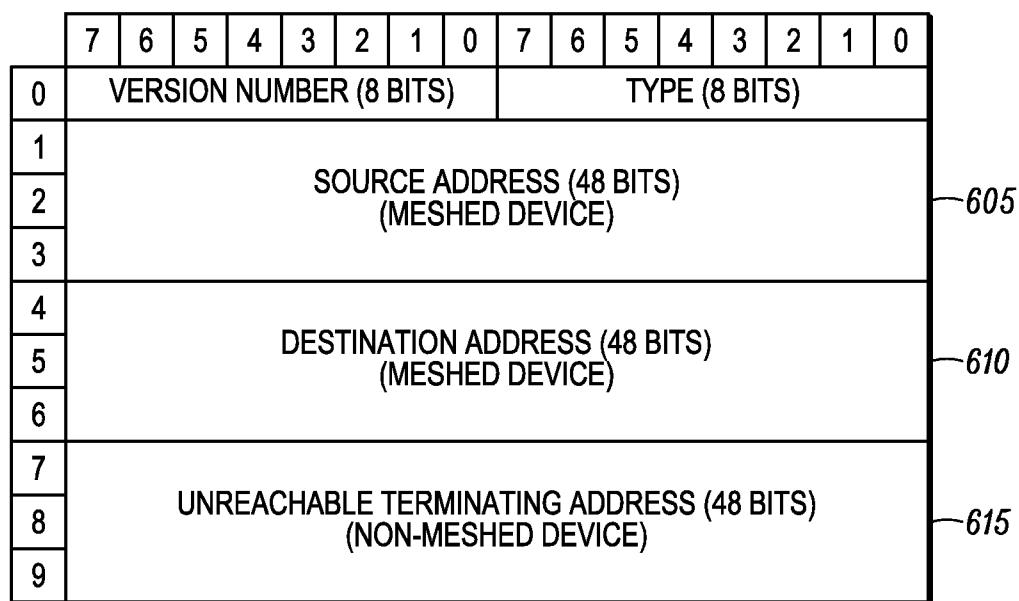 7 6 5 4 3 2 1 0 7 6 5 4 3 2 1 0
0 VERSION NUMBER (8 BITS) TYPE (8 BITS)
1
SOURCE ADDRESS (48 BITS)
2 605
(MESHED DEVICE)
3
4
DESTINATION ADDRESS (48 BITS)
5 610
(MESHED DEVICE)
6
7
UNREACHABLE TERMINATING ADDRESS (48 BITS)
8 615
(NON-MESHED DEVICE)
9